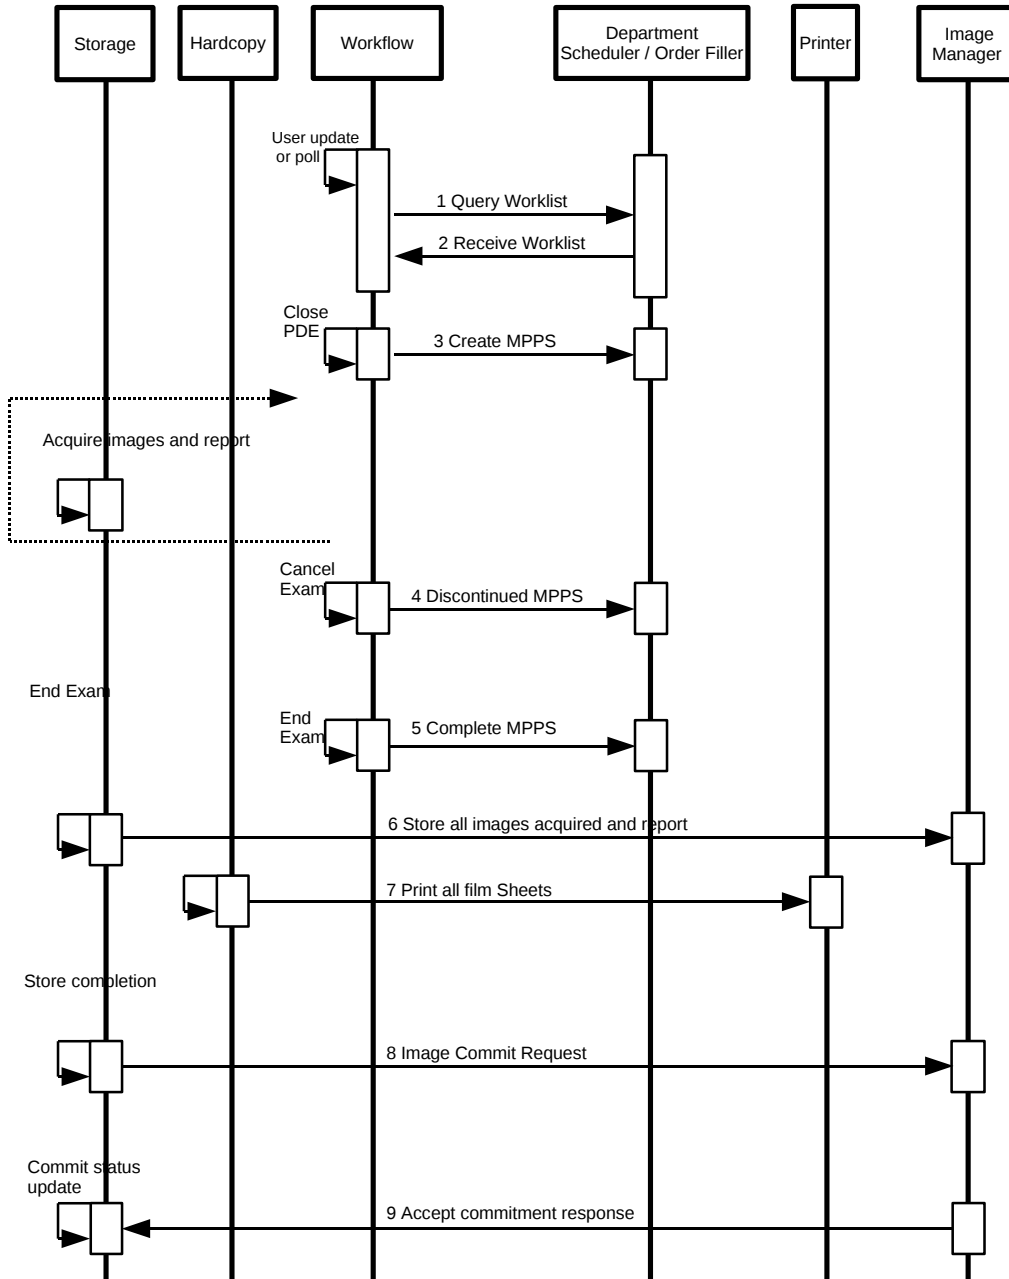 Storage
Hardcopy
Workflow
Department
Scheduler / Order Filler
Printer
Image
Manager
User update
or poll
1 Query Worklist
2 Receive Worklist
Close
PDE
3 Create MPPS
Acquire images and report
Cancel
Exam
4 Discontinued MPPS
End Exam
End
Exam
5 Complete MPPS
6 Store all images acquired and report
7 Print all film Sheets
Store completion
8 Image Commit Request
Commit status
update
9 Accept commitment response